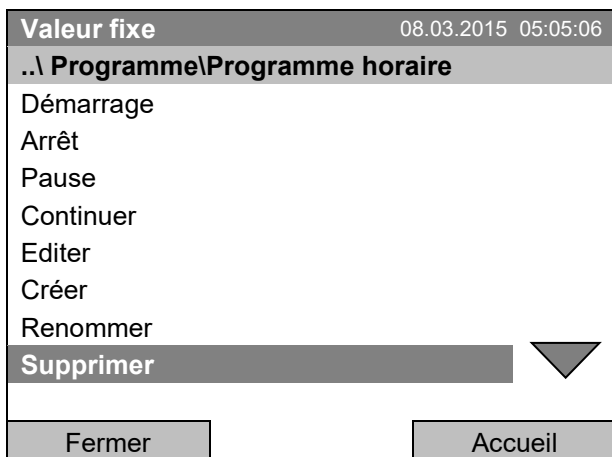 Valeur fixe 08.03.2015 05:05:06
..\ Programme\Programme horaire
Démarrage
Arrêt
Pause
Continuer
Editer
Créer
Renommer
Supprimer
Fermer Accueil